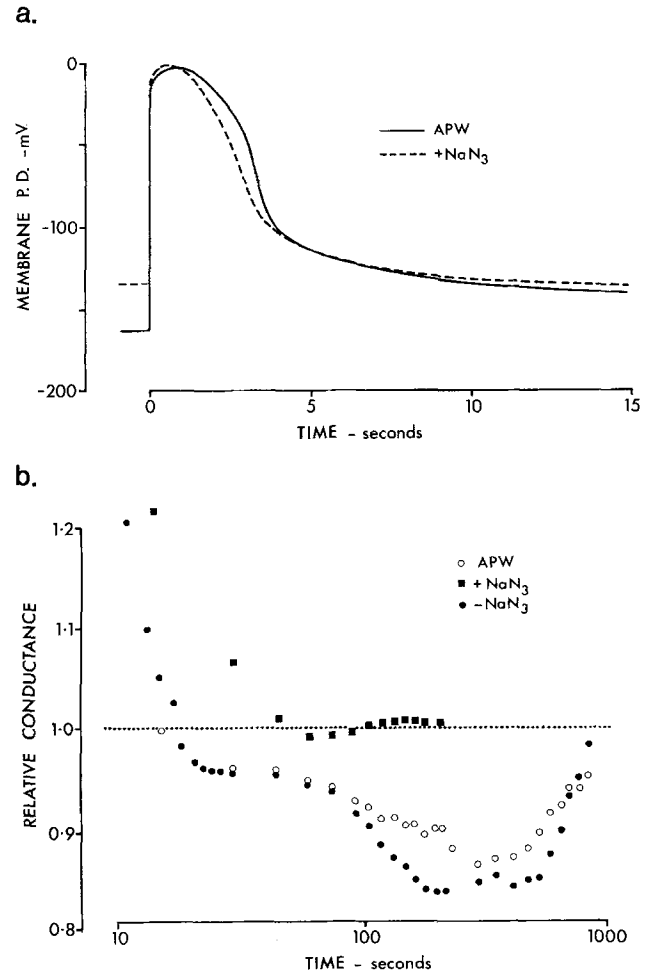 a.
0
-100
-200
MEMBRANE P.D. -mV
APW
+NaN3
0 5 10 15
TIME - seconds
b.
1·2
1·1
1·0
0·9
0·8
RELATIVE CONDUCTANCE
APW
+ NaN3
- NaN3
10 100 1000
TIME - seconds